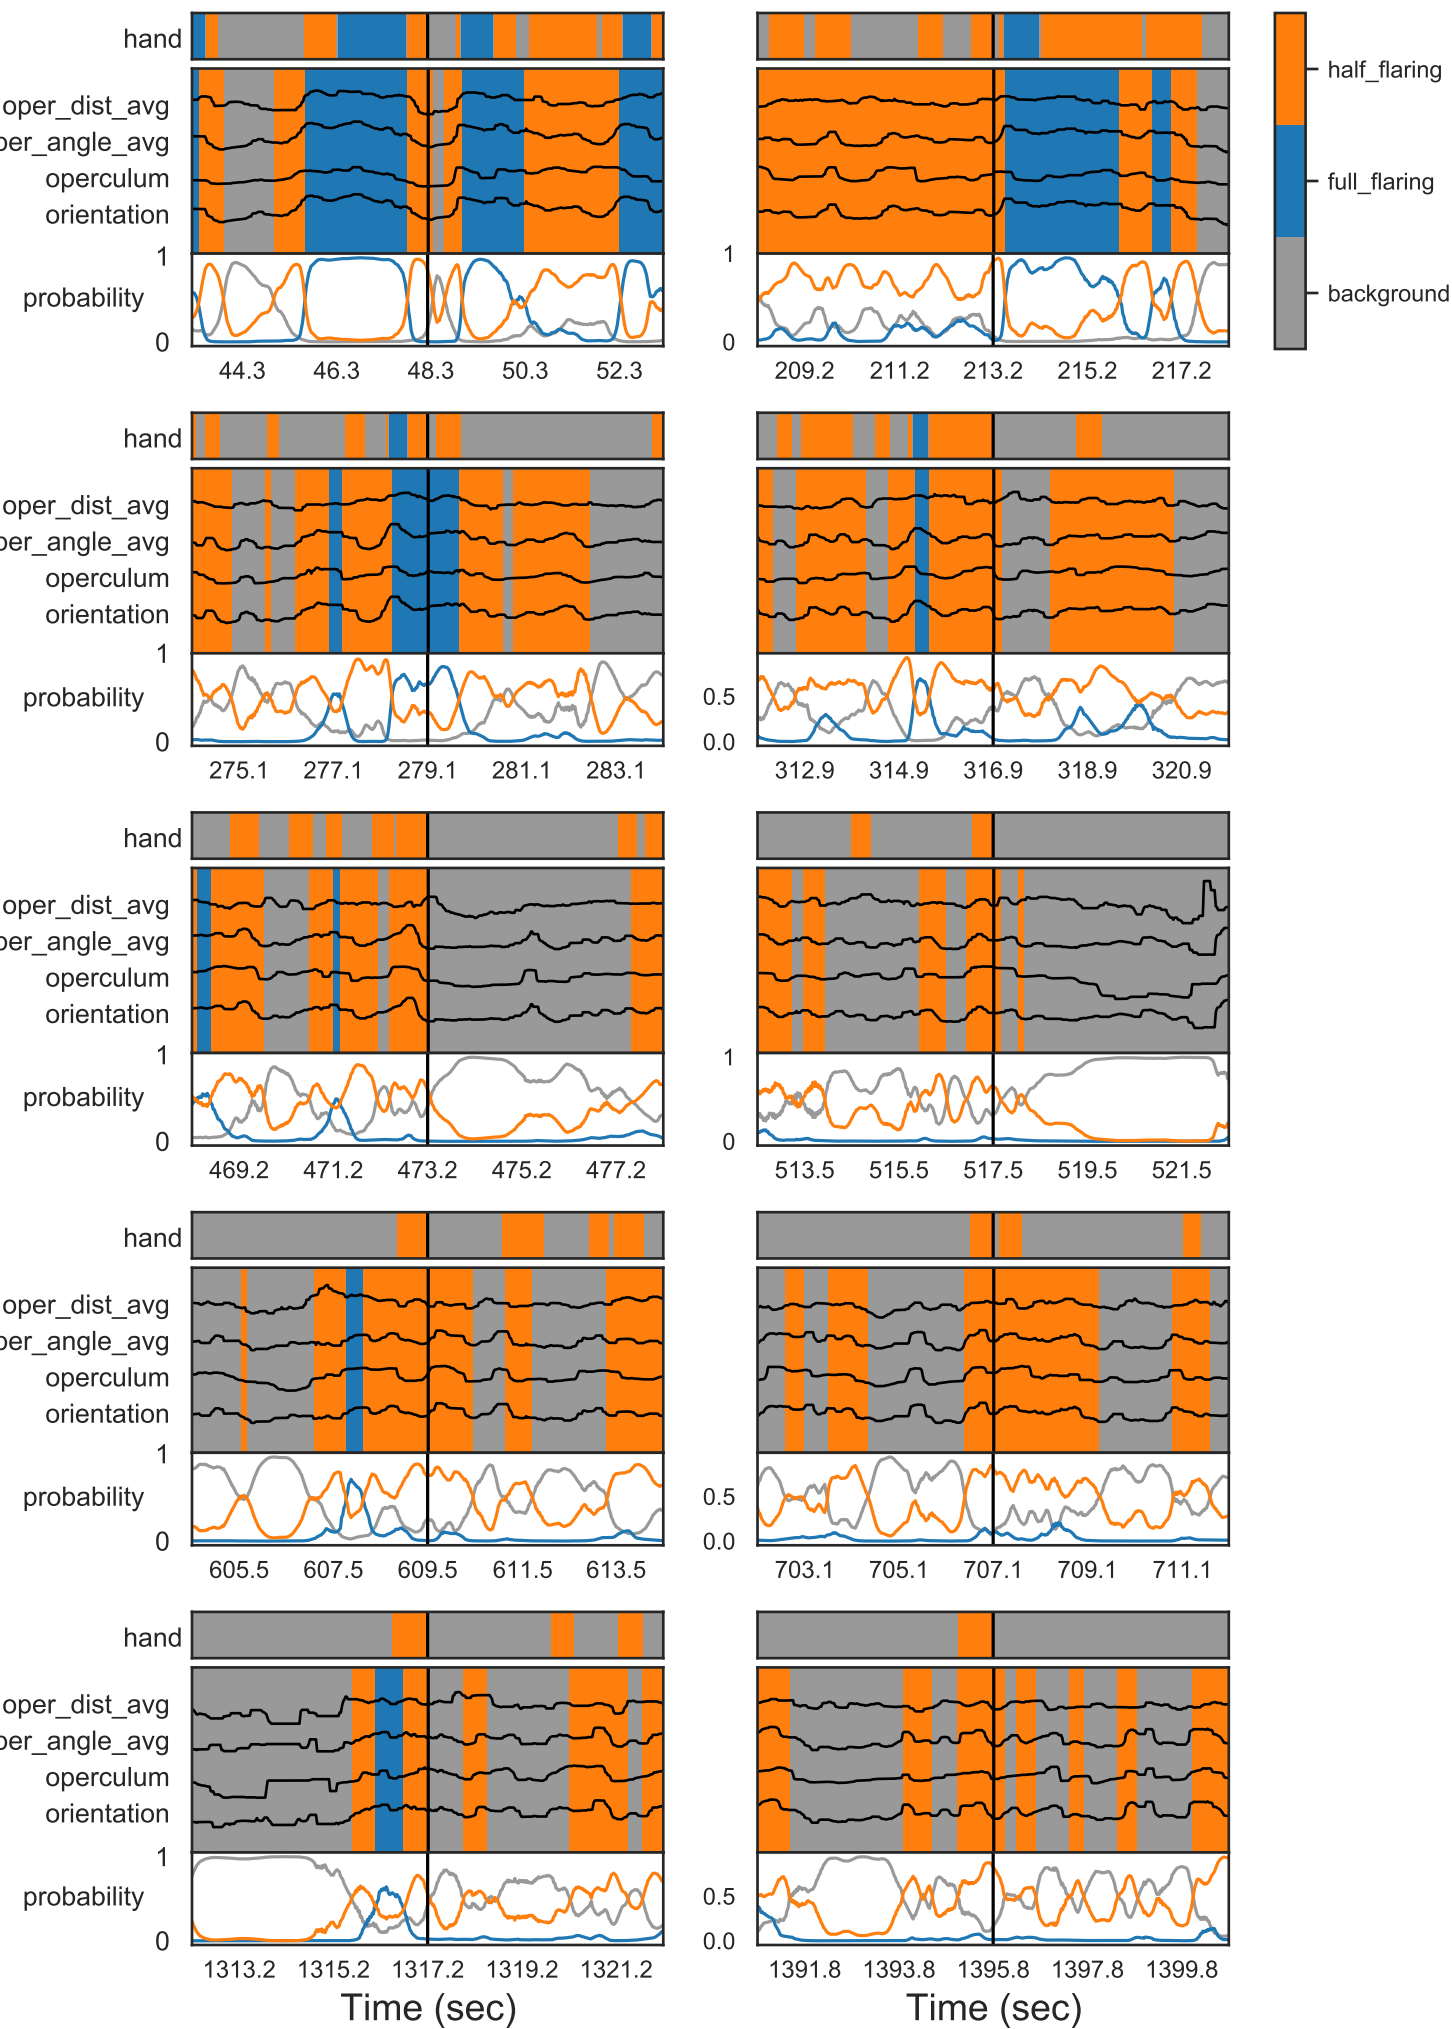 hand
half_flaring
oper_dist_avg
per_angle_avg
operculum
orientation
full_flaring
1
1
probability
background
0
0
44.3 46.3 48.3 50.3 52.3
209.2 211.2 213.2 215.2 217.2
hand
oper_dist_avg
per_angle_avg
operculum
orientation
1
probability
0.5
0
0.0
275.1 277.1 279.1 281.1 283.1
312.9 314.9 316.9 318.9 320.9
hand
oper_dist_avg
per_angle_avg
operculum
orientation
1
1
probability
0
0
469.2 471.2 473.2 475.2 477.2
513.5 515.5 517.5 519.5 521.5
hand
oper_dist_avg
per_angle_avg
operculum
orientation
1
probability
0.5
0
0.0
605.5 607.5 609.5 611.5 613.5
703.1 705.1 707.1 709.1 711.1
hand
oper_dist_avg
per_angle_avg
operculum
orientation
1
probability
0.5
0
0.0
1313.2 1315.2 1317.2 1319.2 1321.2
1391.8 1393.8 1395.8 1397.8 1399.8
Time (sec)
Time (sec)